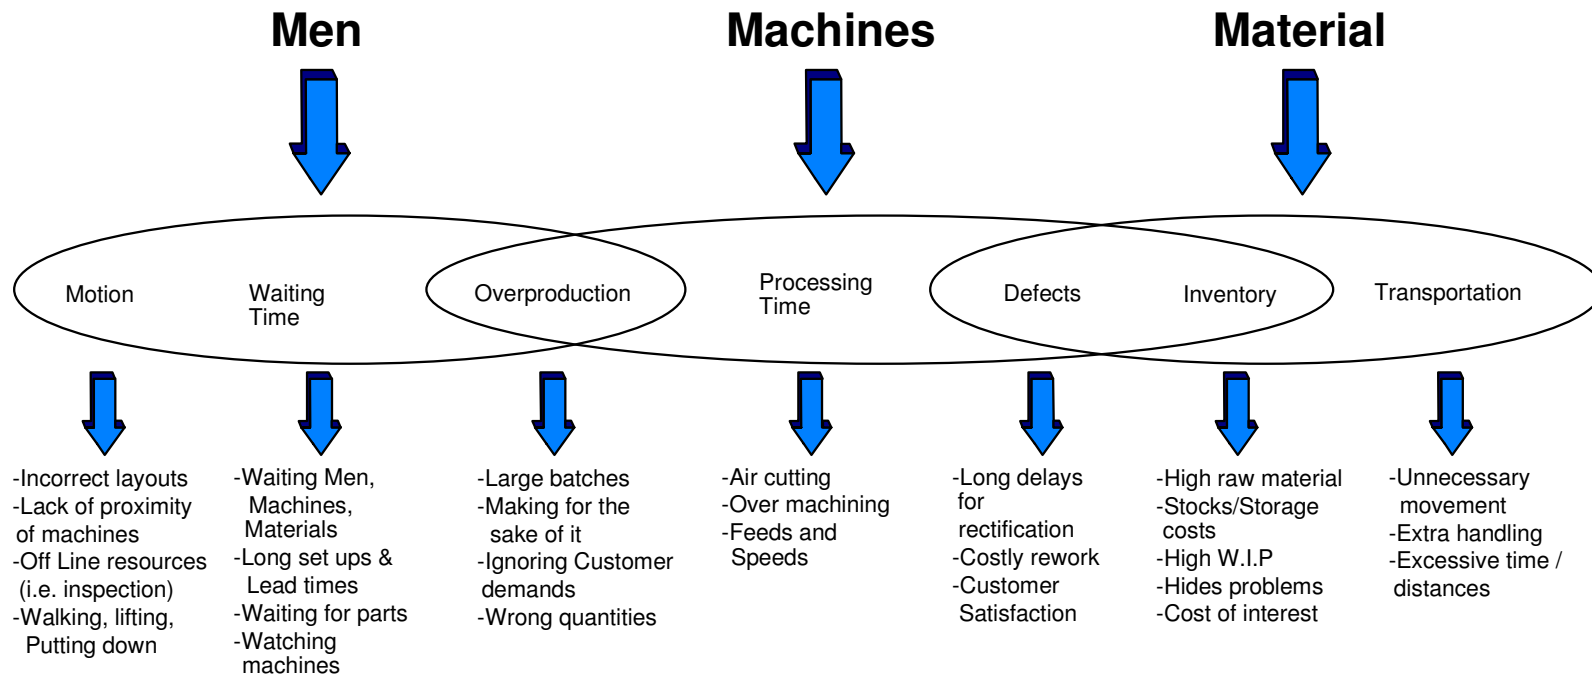 Men
Machines
Material
Motion
Waiting
Time
Overproduction
Processing
Time
Defects
Inventory
Transportation
-Incorrect layouts
-Lack of proximity
of machines
-Off Line resources
(i.e. inspection)
-Walking, lifting,
Putting down
-Waiting Men,
Machines,
Materials
-Long set ups &
Lead times
-Waiting for parts
-Watching
machines
-Large batches
-Making for the
sake of it
-Ignoring Customer
demands
-Wrong quantities
-Air cutting
-Over machining
-Feeds and
Speeds
-Long delays
for
rectification
-Costly rework
-Customer
Satisfaction
-High raw material
-Stocks/Storage
costs
-High W.I.P
-Hides problems
-Cost of interest
-Unnecessary
movement
-Extra handling
-Excessive time /
distances